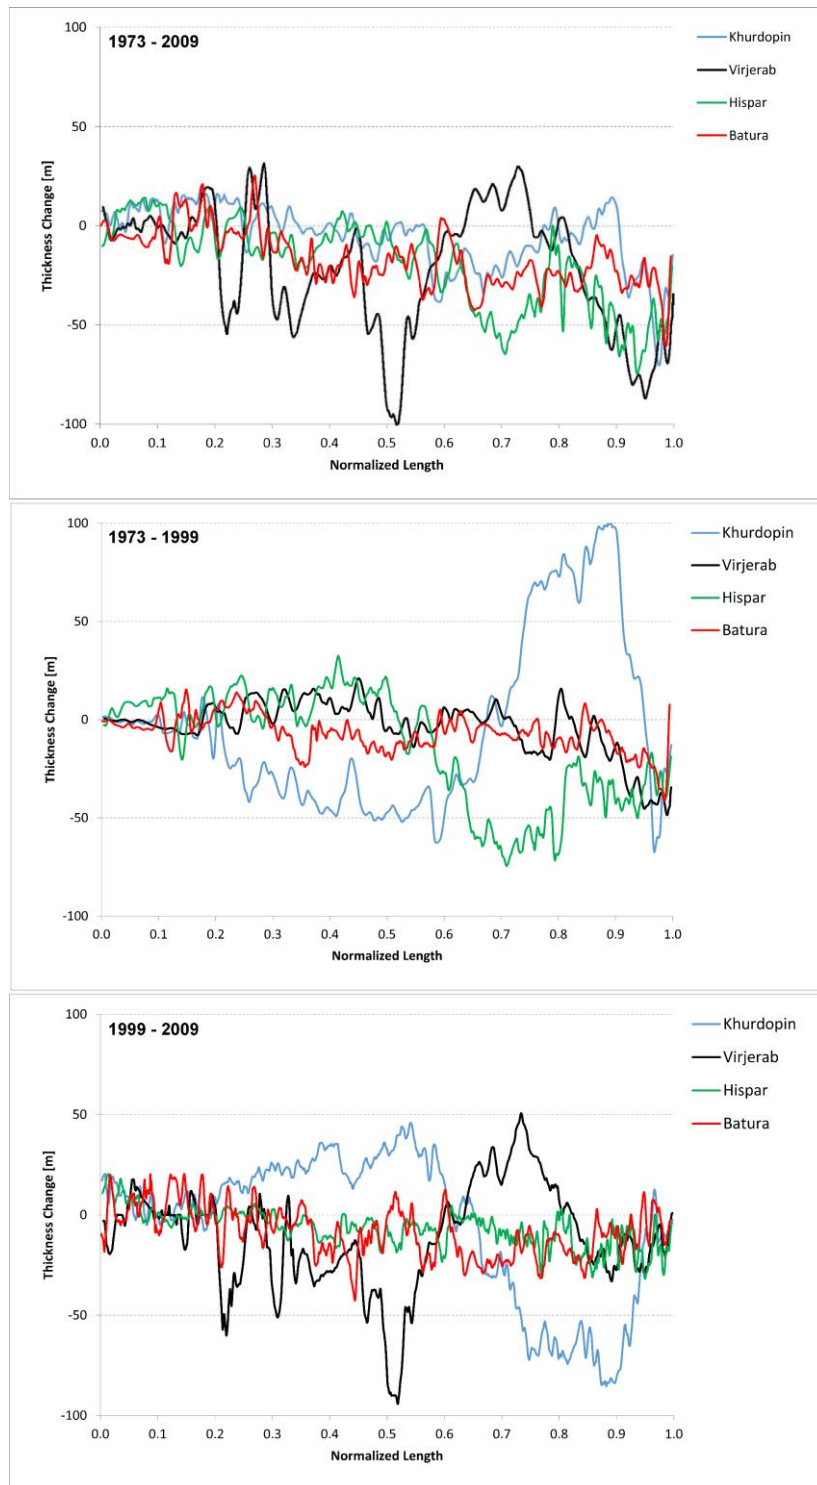 1973 - 2009
Khurdopin
Virjerab
Hispar
Batura
Thickness Change [m]
100
50
0
-50
-100
0.0 0.1 0.2 0.3 0.4 0.5 0.6 0.7 0.8 0.9 1.0
Normalized Length
1973 - 1999
Khurdopin
Virjerab
Hispar
Batura
Thickness Change [m]
100
50
0
-50
-100
0.0 0.1 0.2 0.3 0.4 0.5 0.6 0.7 0.8 0.9 1.0
Normalized Length
1999 - 2009
Khurdopin
Virjerab
Hispar
Batura
Thickness Change [m]
100
50
0
-50
-100
0.0 0.1 0.2 0.3 0.4 0.5 0.6 0.7 0.8 0.9 1.0
Normalized Length